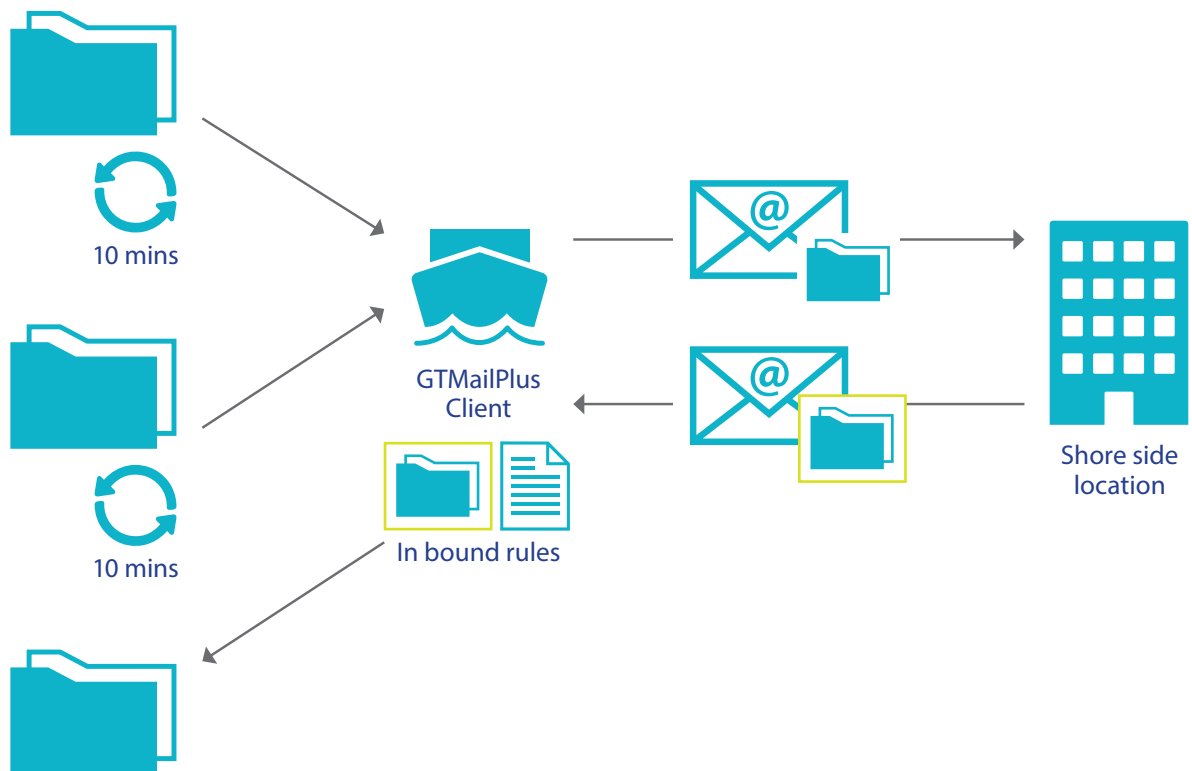 @
10 mins
GTMailPlus
Client
@
Shore side
location
In bound rules
10 mins